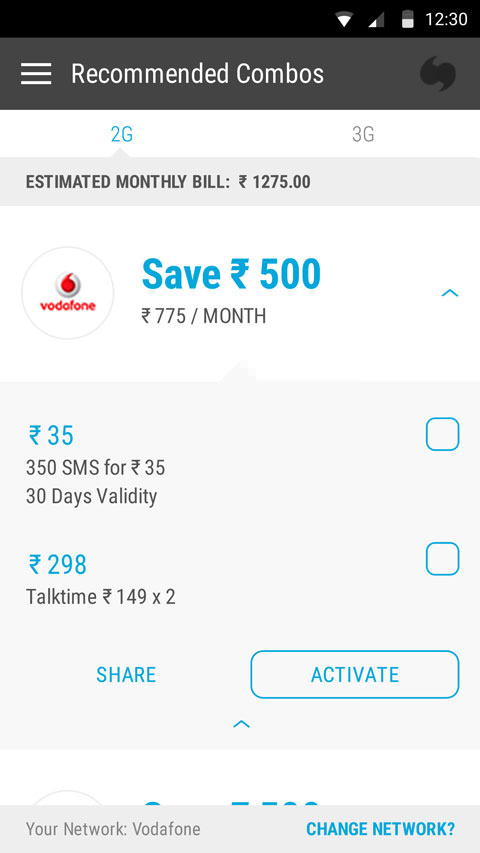 12:30
Recommended Combos
2G 3G
ESTIMATED MONTHLY BILL: ₹ 1275.00
Save ₹ 500
vodafone
₹ 775 / MONTH
₹ 35
350 SMS for ₹ 35
30 Days Validity
₹ 298
Talktime ₹ 149 x 2
SHARE ACTIVATE
Your Network: Vodafone CHANGE NETWORK?